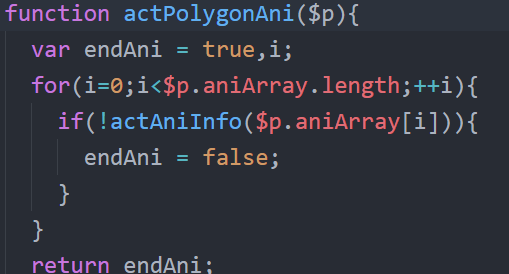 function actPolygonAni($p){
  var endAni = true,i;
  for(i=0;i<$p.aniArray.length;++i){
    if(!actAniInfo($p.aniArray[i])){
      endAni = false;
    }
  }
  return endAni;